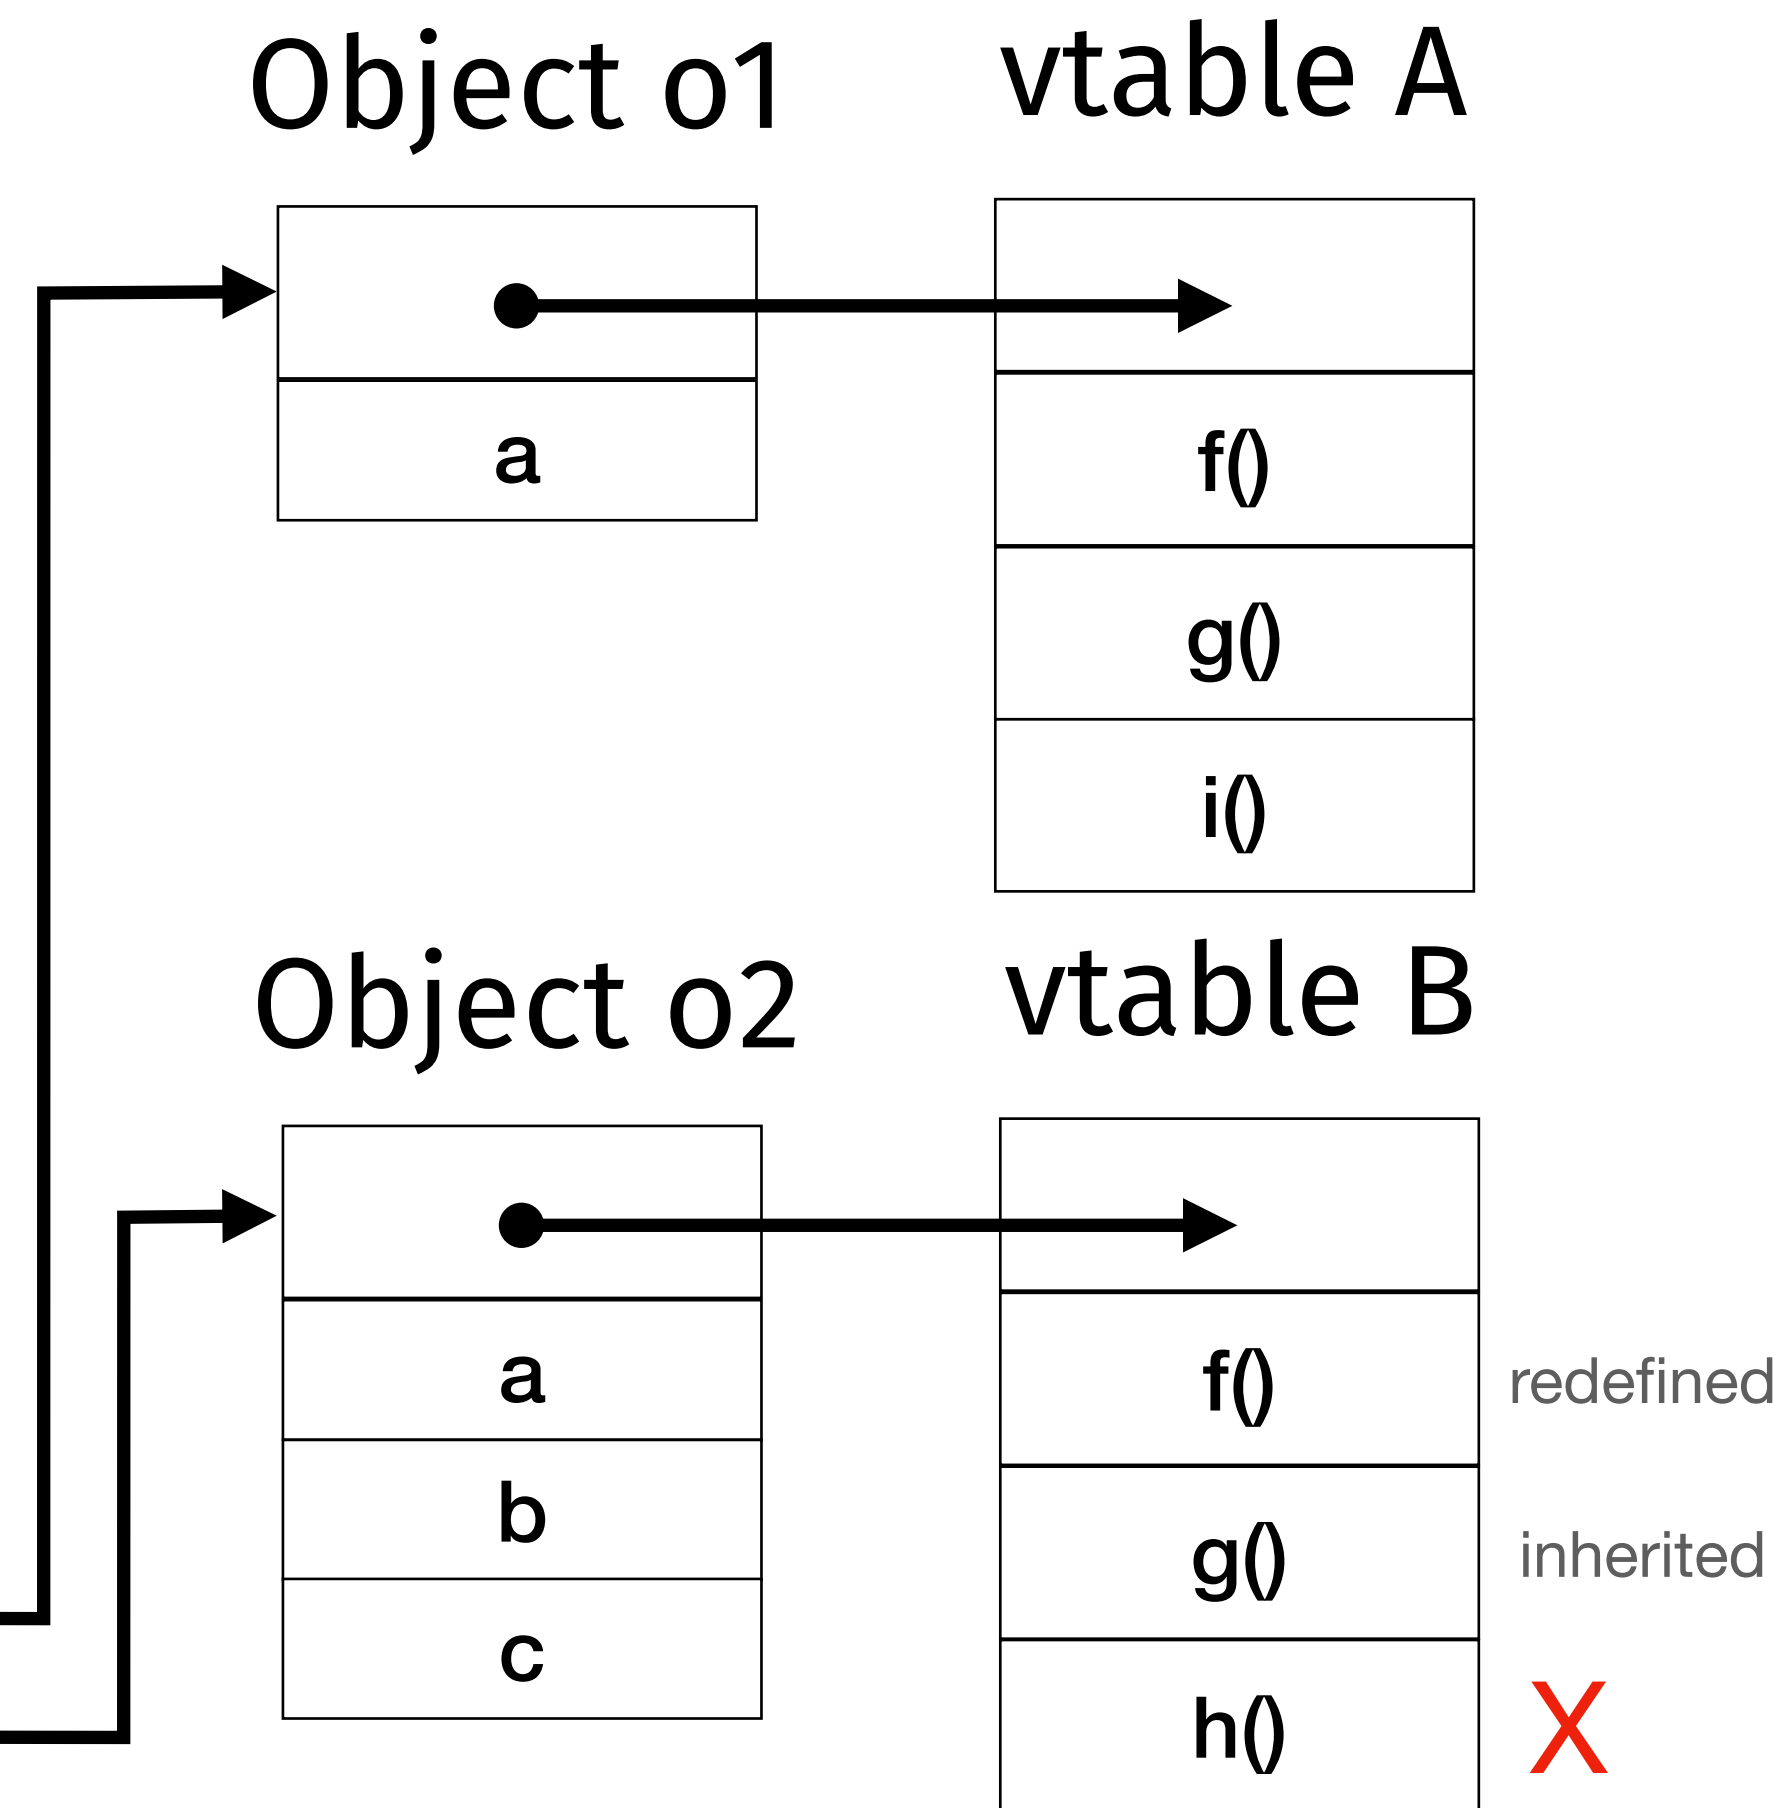 Object o1
vtable A
a
f()
g()
i()
Object o2
vtable B
a
b
c
f()
redefined
g()
inherited
h()
X